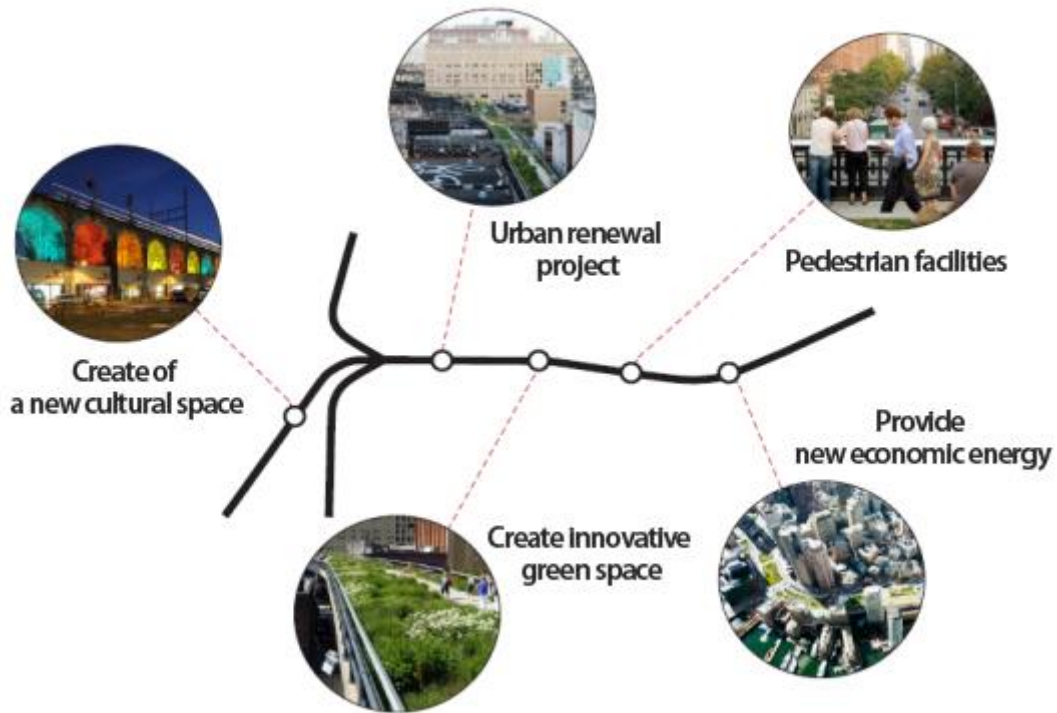 Urban renewal
project
Pedestrian facilities
Create of
a new cultural space
Provide
new economic energy
Create innovative
green space